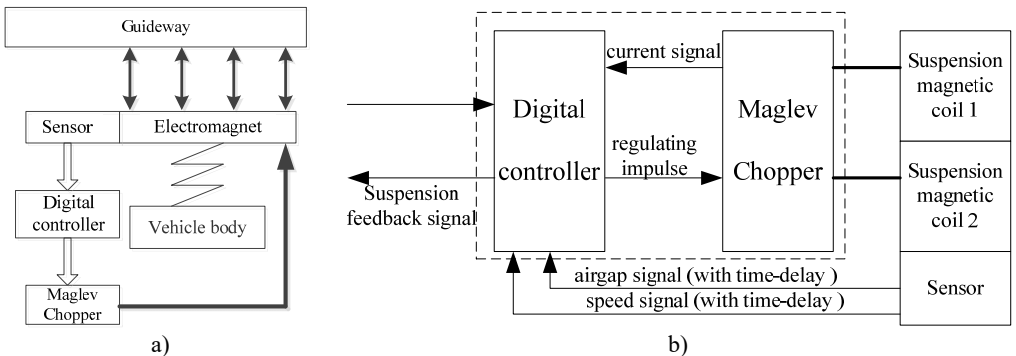 Guideway
Sensor
Electromagnet
Digital
controller
Vehicle body
Maglev
Chopper
a)
Suspension
feedback signal
Digital
controller
current signal
regulating
impulse
Maglev
Chopper
Suspension
magnetic
coil 1
Suspension
magnetic
coil 2
Sensor
airgap signal (with time-delay )
speed signal (with time-delay )
b)